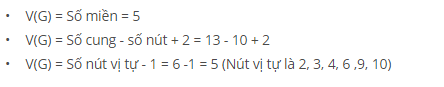 • V(G) = Số miền = 5
• V(G) = Số cung - số nút + 2 = 13 - 10 + 2
• V(G) = Số nút vị tự - 1 = 6 -1 = 5 (Nút vị tự là 2, 3, 4, 6 ,9, 10)